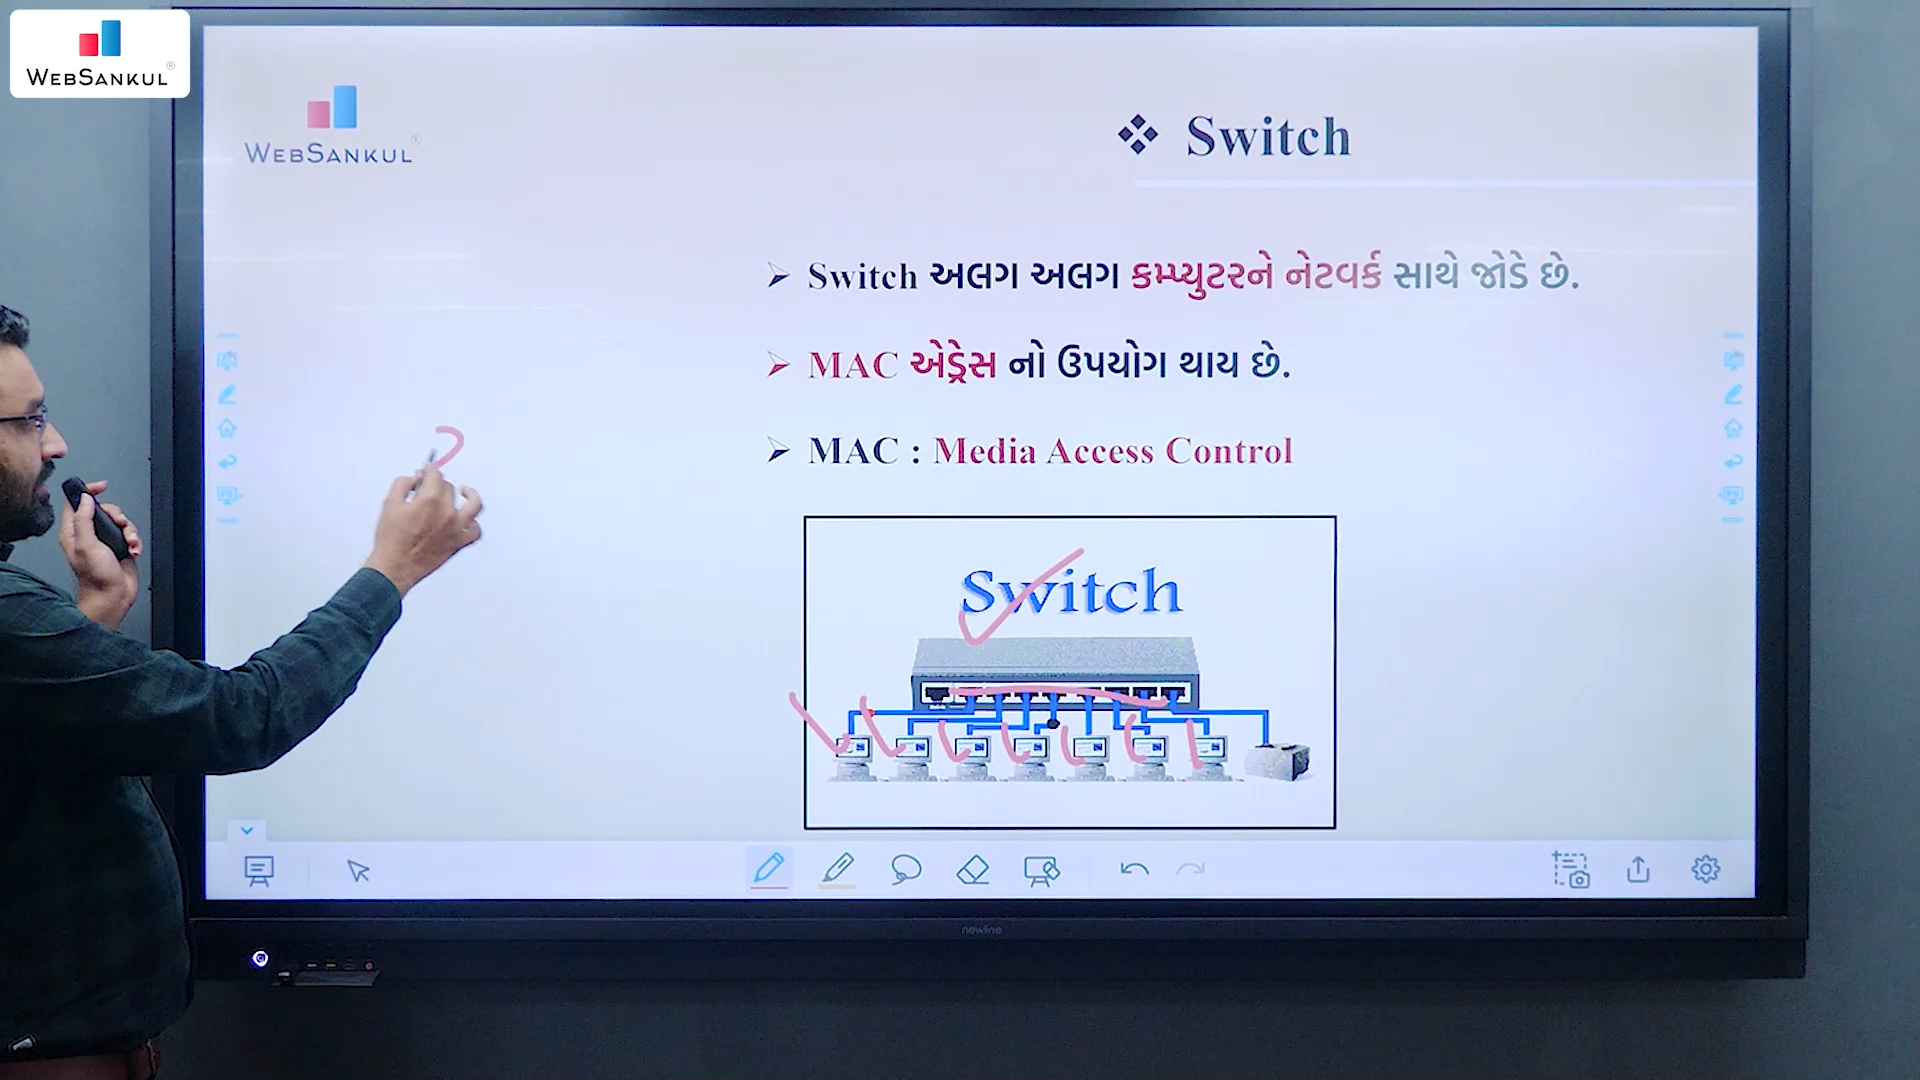 WEBSANKUL®
WEBSANKUL®
❖ Switch
➢ Switch અલગ અલગ કમ્પ્યુટરને નેટવર્ક સાથે જોડે છે.
➢ MAC એડ્રેસ નો ઉપયોગ થાય છે.
➢ MAC : Media Access Control
Switch
newline